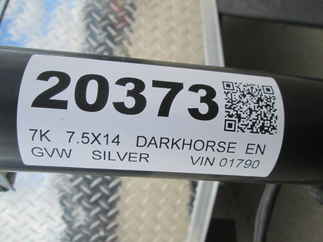 20373
7K 7.5X14 DARKHORSE EN
GVW SILVER VIN 01790